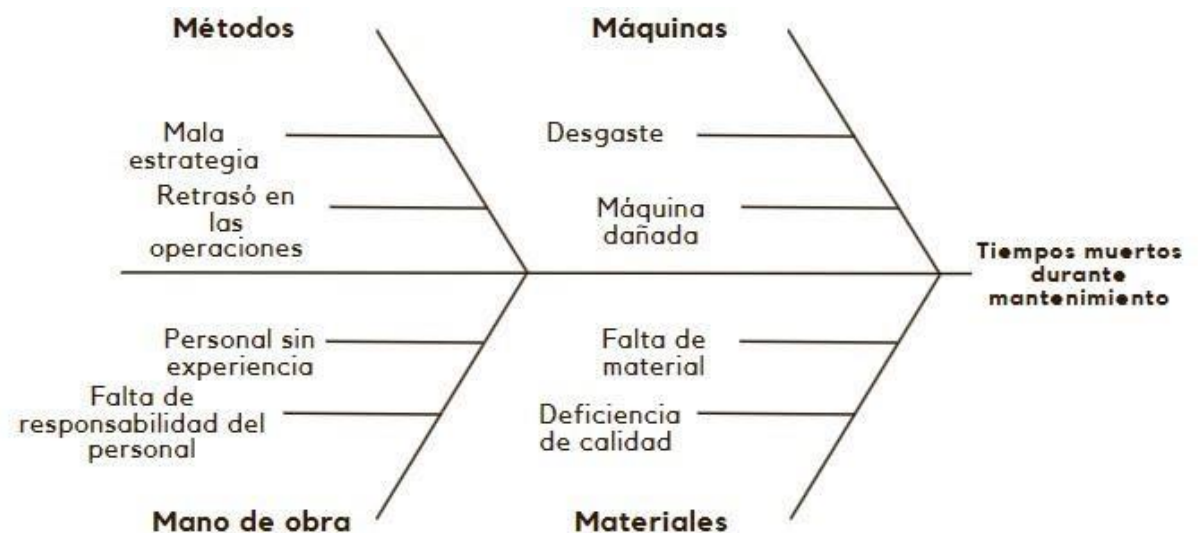 Métodos
Máquinas
Mala
estrategia
Desgaste
Retrasó en
las
operaciones
Máquina
dañada
Tiempos muertos
durante
mantenimiento
Personal sin
experiencia
Falta de
material
Falta de
responsabilidad del
personal
Deficiencia
de calidad
Mano de obra
Materiales